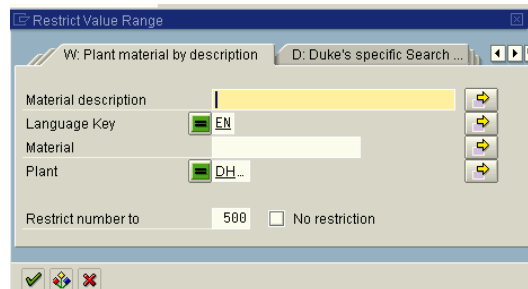 Restrict Value Range
W: Plant material by description D: Duke's specific Search ...
Material description
Language Key EN
Material
Plant DH...
Restrict number to 500 No restriction